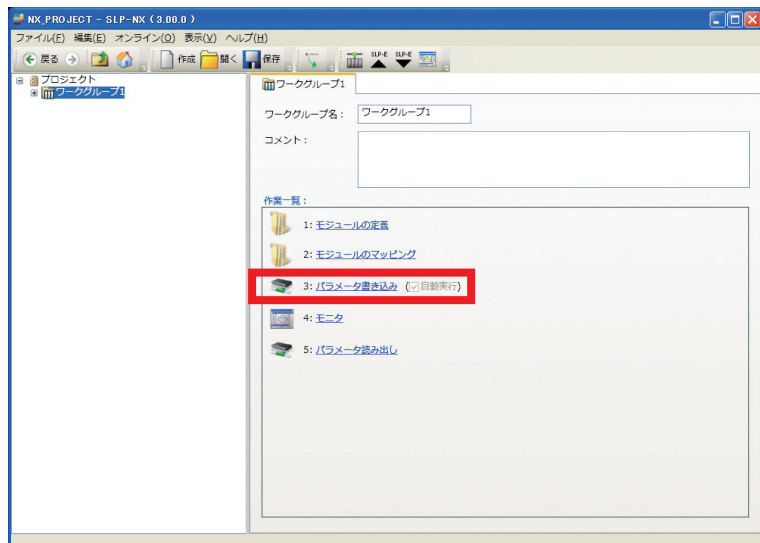 NX_PROJECT - SLP-NX ( 3.00.0 )
ファイル(F) 編集(E) オンライン(O) 表示(V) ヘルプ(H)
戻る 作成 開く 保存 SLP-E SLP-E
プロジェクト
ワークグループ1
ワークグループ1
ワークグループ名: ワークグループ1
コメント:
作業一覧:
1: モジュールの定義
2: モジュールのマッピング
3: パラメータ書き込み (自動実行)
4: モニタ
5: パラメータ読み出し